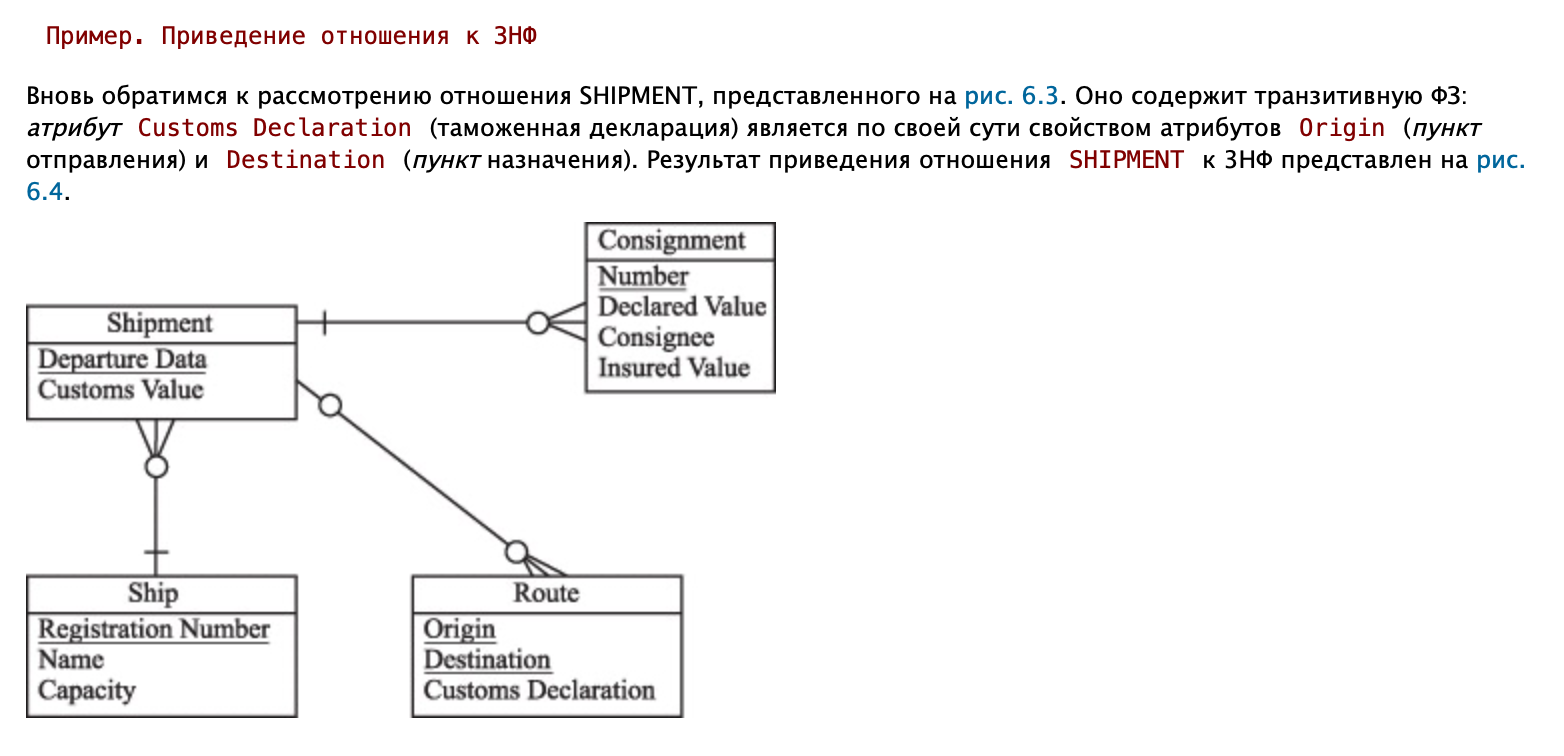 Пример. Приведение отношения к 3НФ
Вновь обратимся к рассмотрению отношения SHIPMENT, представленного на рис. 6.3. Оно содержит транзитивную ФЗ:
атрибут Customs Declaration (таможенная декларация) является по своей сути свойством атрибутов Origin (пункт
отправления) и Destination (пункт назначения). Результат приведения отношения SHIPMENT к 3НФ представлен на рис.
6.4.
Consignment
Number
Declared Value
Consignee
Insured Value
Shipment
Departure Data
Customs Value
Ship
Registration Number
Name
Capacity
Route
Origin
Destination
Customs Declaration